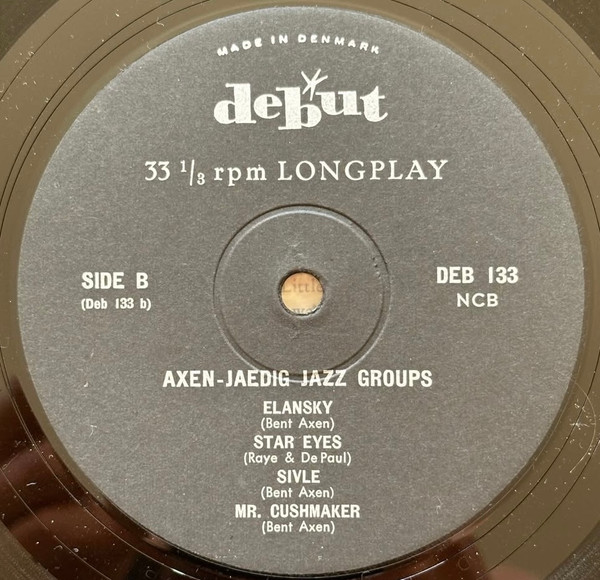 MADE IN DENMARK
debut
33 1/3 rpm LONGPLAY
SIDE B
(Deb 133 b)
DEB 133
NCB
Little
AXEN-JAEDIG JAZZ GROUPS
ELANSKY
(Bent Axen)
STAR EYES
(Raye & De Paul)
SIVLE
(Bent Axen)
MR. CUSHMAKER
(Bent Axen)